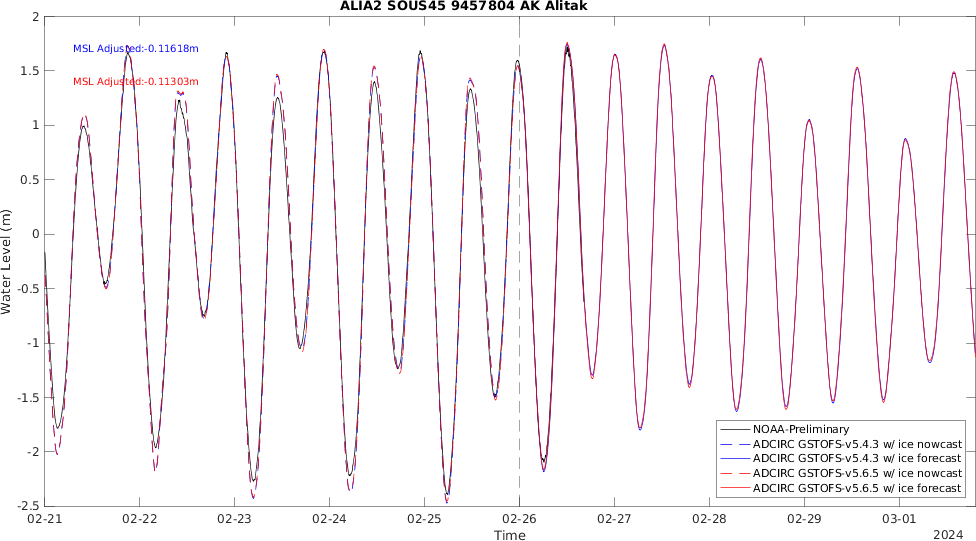 ALIA2 SOUS45 9457804 AK Alitak
MSL Adjusted:-0.11618m
MSL Adjusted:-0.11303m
Water Level (m)
2
1.5
1
0.5
0
-0.5
-1
-1.5
-2
-2.5
NOAA-Preliminary
ADCIRC GSTOFS-v5.4.3 w/ ice nowcast
ADCIRC GSTOFS-v5.4.3 w/ ice forecast
ADCIRC GSTOFS-v5.6.5 w/ ice nowcast
ADCIRC GSTOFS-v5.6.5 w/ ice forecast
02-21 02-22 02-23 02-24 02-25 02-26 02-27 02-28 02-29 03-01
Time
2024